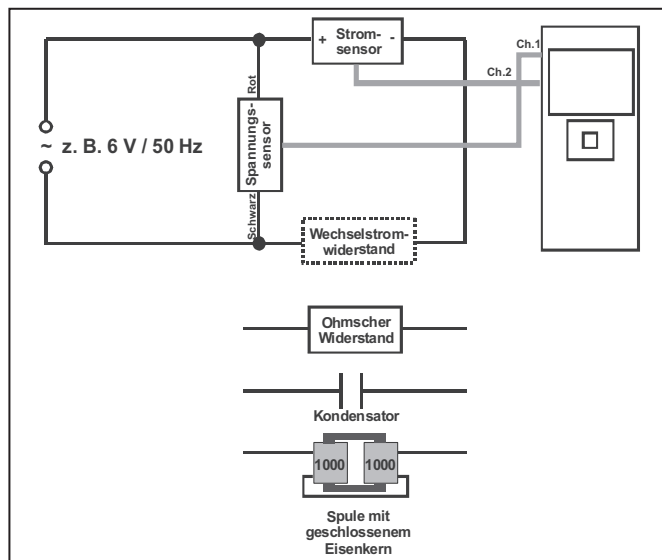 + Strom- -
sensor
Ch.1
Ch.2
Rot
Spannungs-
sensor
Schwarz
~ z. B. 6 V / 50 Hz
Wechselstrom-
widerstand
Ohmscher
Widerstand
Kondensator
1000 1000
Spule mit
geschlossenem
Eisenkern